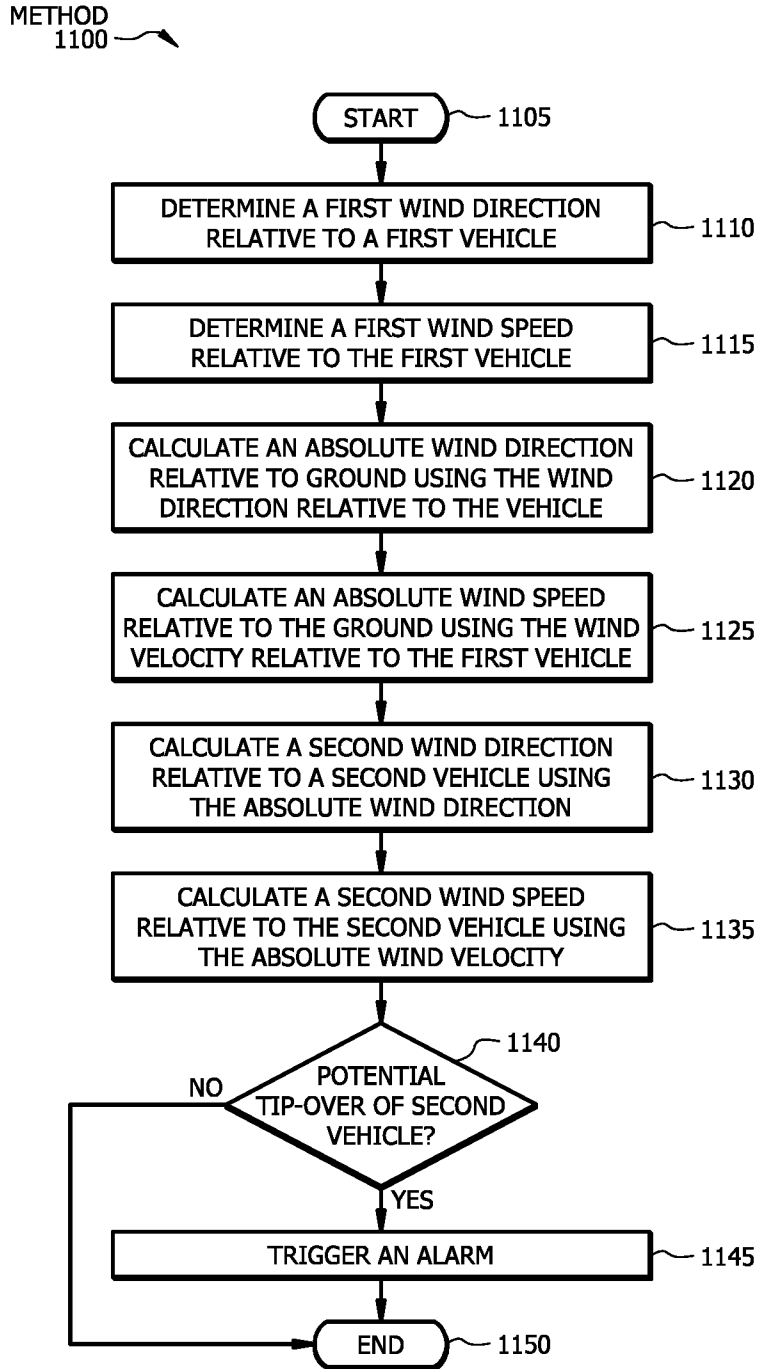 METHOD
1100
START
1105
DETERMINE A FIRST WIND DIRECTION
RELATIVE TO A FIRST VEHICLE
1110
DETERMINE A FIRST WIND SPEED
RELATIVE TO THE FIRST VEHICLE
1115
CALCULATE AN ABSOLUTE WIND DIRECTION
RELATIVE TO GROUND USING THE WIND
DIRECTION RELATIVE TO THE VEHICLE
1120
CALCULATE AN ABSOLUTE WIND SPEED
RELATIVE TO THE GROUND USING THE WIND
VELOCITY RELATIVE TO THE FIRST VEHICLE
1125
CALCULATE A SECOND WIND DIRECTION
RELATIVE TO A SECOND VEHICLE USING
THE ABSOLUTE WIND DIRECTION
1130
CALCULATE A SECOND WIND SPEED
RELATIVE TO THE SECOND VEHICLE USING
THE ABSOLUTE WIND VELOCITY
1135
1140
NO
POTENTIAL
TIP-OVER OF SECOND
VEHICLE?
YES
TRIGGER AN ALARM
1145
END
1150